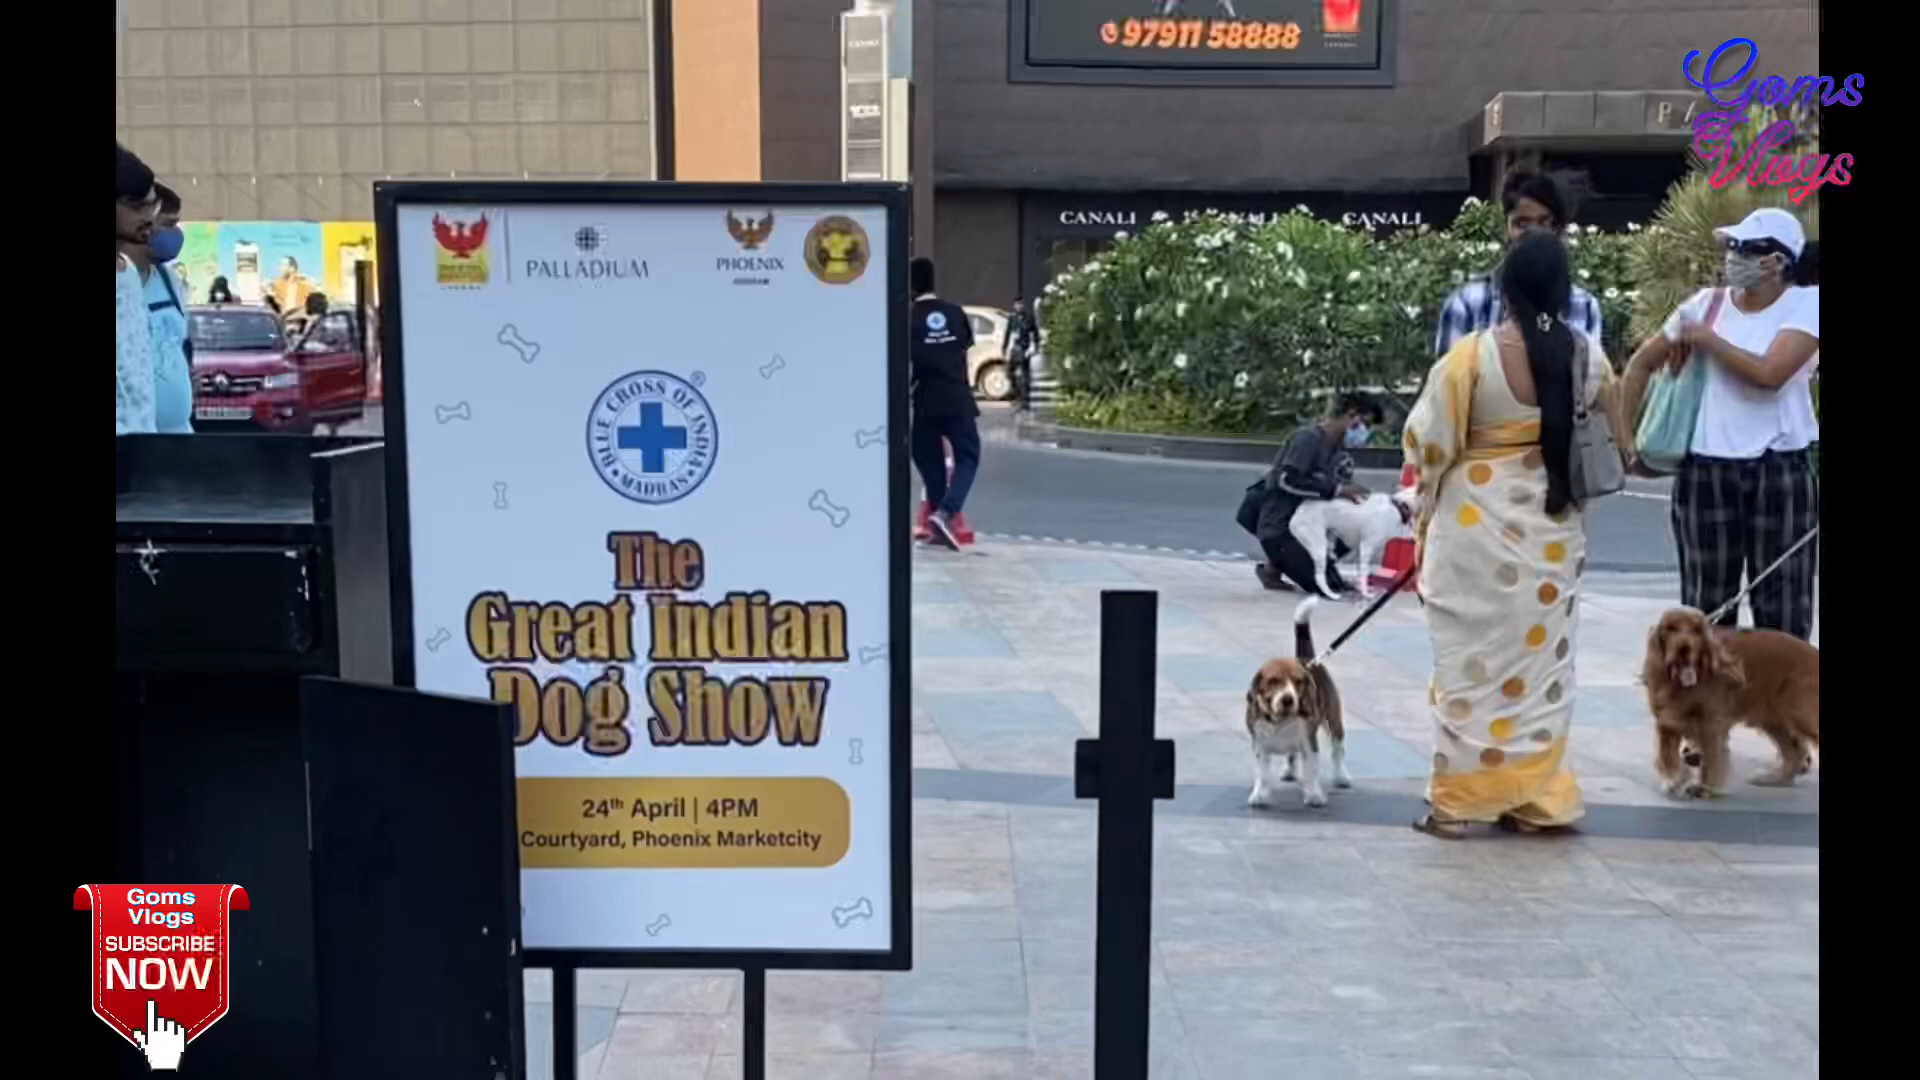 97911 58888
Goms
Vlogs
CANALI
CANALI
PALLADIUM
PHOENIX
BLUE CROSS OF INDIA
MADRAS
The
Great Indian
Dog Show
24th April | 4PM
Courtyard, Phoenix Marketcity
Goms
Vlogs
SUBSCRIBE
NOW